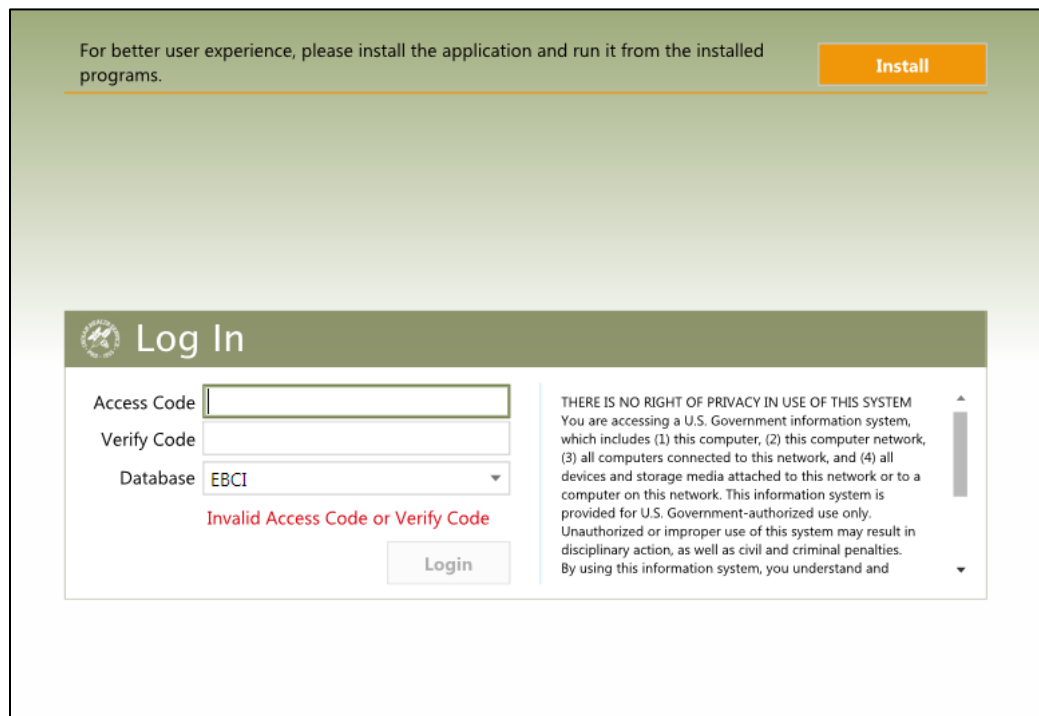 For better user experience, please install the application and run it from the installed
programs.
Install
Log In
Access Code
Verify Code
Database EBCI
Invalid Access Code or Verify Code
Login
THERE IS NO RIGHT OF PRIVACY IN USE OF THIS SYSTEM
You are accessing a U.S. Government information system,
which includes (1) this computer, (2) this computer network,
(3) all computers connected to this network, and (4) all
devices and storage media attached to this network or to a
computer on this network. This information system is
provided for U.S. Government-authorized use only.
Unauthorized or improper use of this system may result in
disciplinary action, as well as civil and criminal penalties.
By using this information system, you understand and